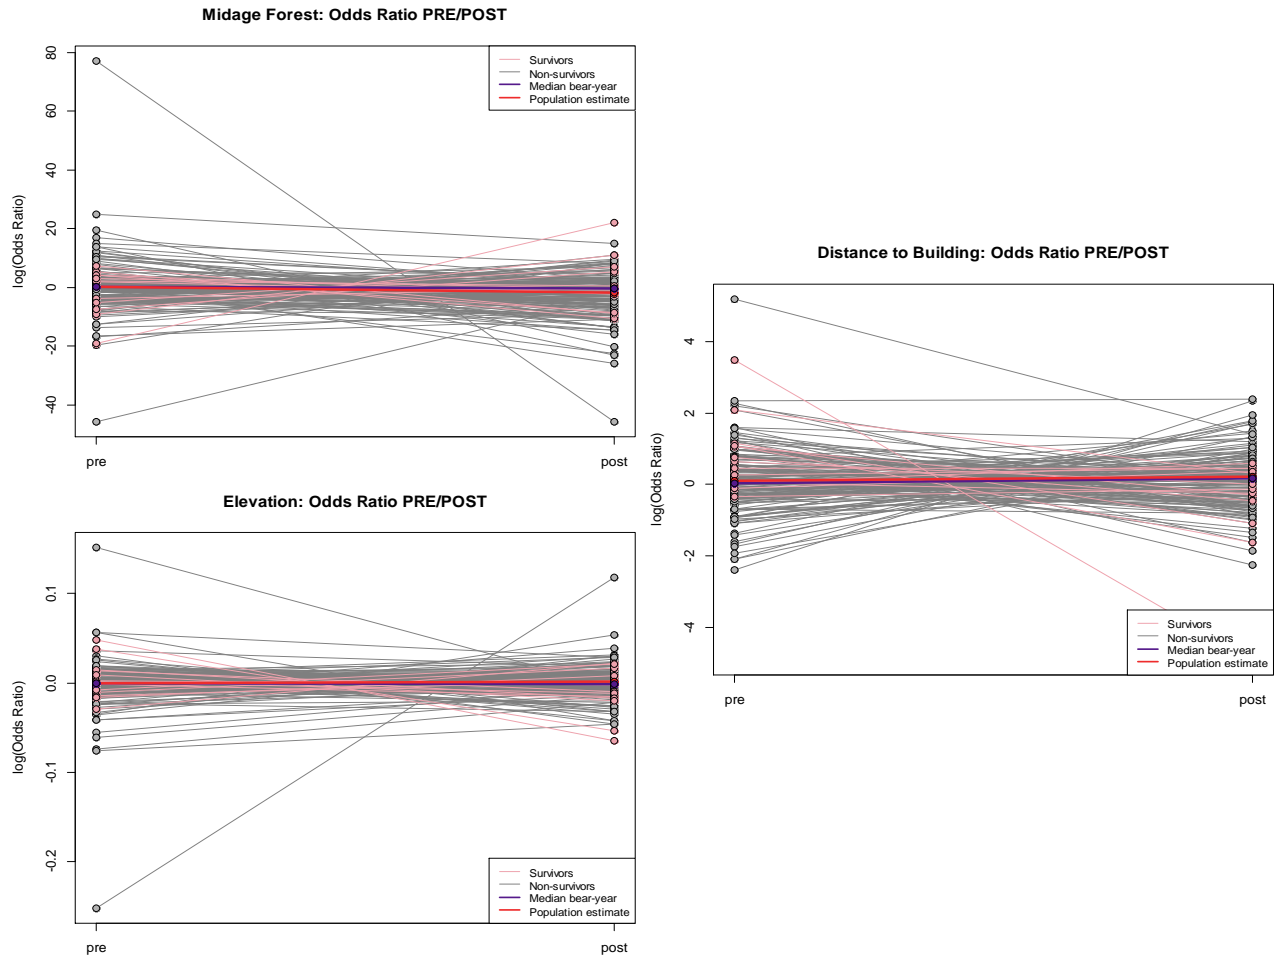 Midage Forest: Odds Ratio PRE/POST
80
60
40
20
0
-20
-40
log(Odds Ratio)
Survivors
Non-survivors
Median bear-year
Population estimate
pre
post
Elevation: Odds Ratio PRE/POST
0.1
0.0
-0.1
-0.2
log(Odds Ratio)
Survivors
Non-survivors
Median bear-year
Population estimate
pre
post
Distance to Building: Odds Ratio PRE/POST
4
2
0
-2
-4
log(Odds Ratio)
Survivors
Non-survivors
Median bear-year
Population estimate
pre
post